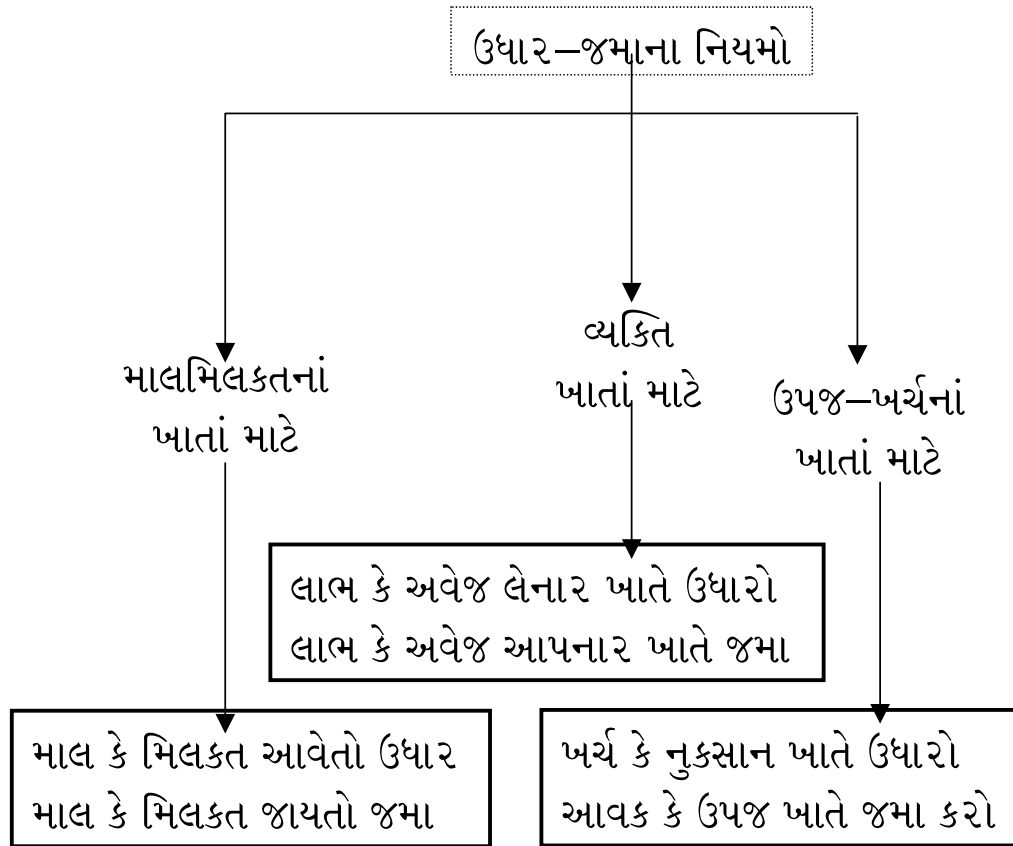 ઉધાર–જમાના નિયમો
વ્યકિત
ખાતાં માટે
માલમિલકતનાં
ખાતાં માટે
ઉપજ–ખર્ચનાં
ખાતાં માટે
લાભ કે અવેજ લેનાર ખાતે ઉધારો
લાભ કે અવેજ આપનાર ખાતે જમા
માલ કે મિલકત આવેતો ઉધાર
માલ કે મિલકત જાયતો જમા
ખર્ચ કે નુકસાન ખાતે ઉધારો
આવક કે ઉપજ ખાતે જમા કરો